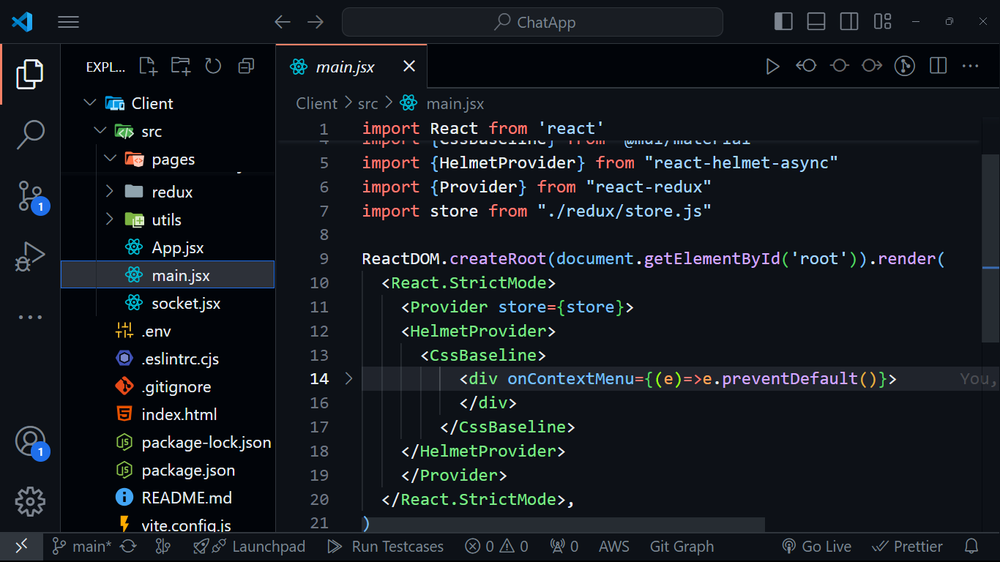 ChatApp
EXPL...
Client
src
pages
redux
utils
App.jsx
main.jsx
socket.jsx
.env
.eslintrc.cjs
.gitignore
index.html
package-lock.json
package.json
README.md
vite.config.js
1
1
main.jsx
Client > src > main.jsx
1 import React from 'react'
4 import {CssBaseline} from '@mui/material'
5 import {HelmetProvider} from "react-helmet-async"
6 import {Provider} from "react-redux"
7 import store from "./redux/store.js"
8
9 ReactDOM.createRoot(document.getElementById('root')).render(
10 <React.StrictMode>
11 <Provider store={store}>
12 <HelmetProvider>
13 <CssBaseline>
14 <div onContextMenu={(e)=>e.preventDefault()}> You,
16 </div>
17 </CssBaseline>
18 </HelmetProvider>
19 </Provider>
20 </React.StrictMode>,
21 )
main* Launchpad Run Testcases 0 0 0 AWS Git Graph Go Live Prettier